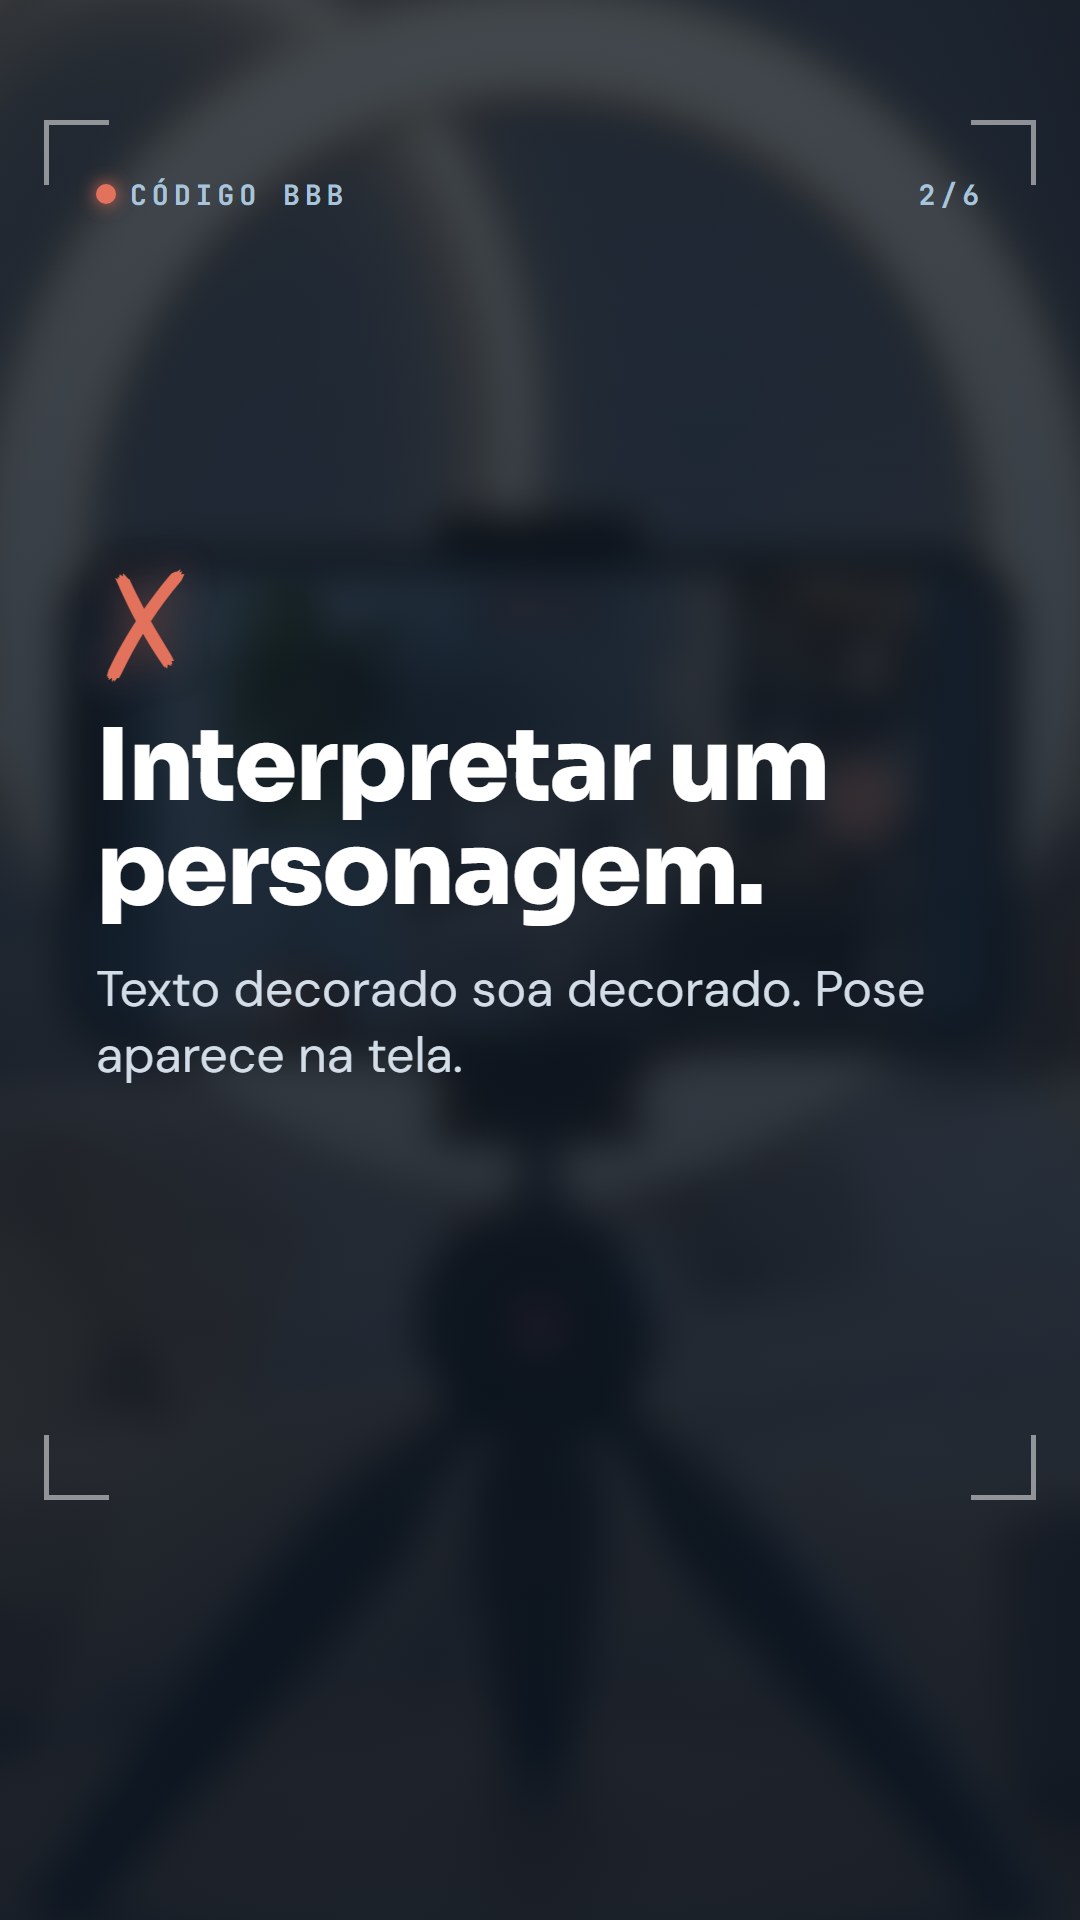 CÓDIGO BBB
2/6
Interpretar um
personagem.
Texto decorado soa decorado. Pose
aparece na tela.